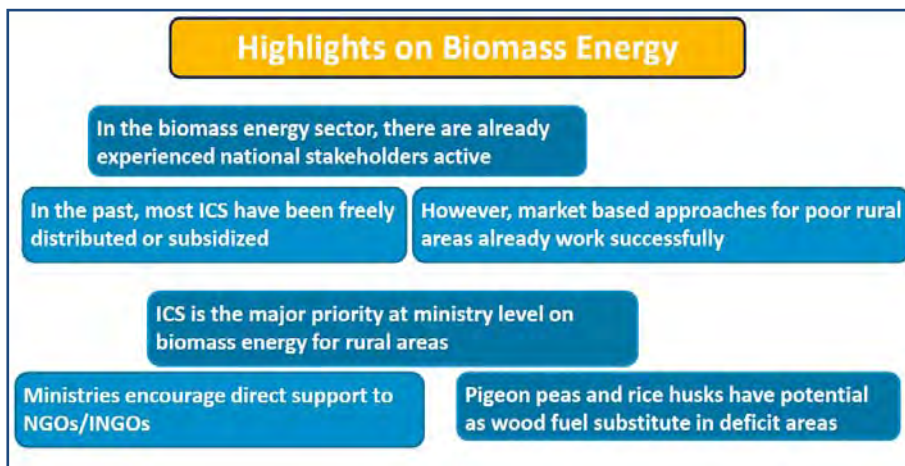 Highlights on Biomass Energy
In the biomass energy sector, there are already
experienced national stakeholders active
In the past, most ICS have been freely
distributed or subsidized
However, market based approaches for poor rural
areas already work successfully
ICS is the major priority at ministry level on
biomass energy for rural areas
Ministries encourage direct support to
NGOs/INGOs
Pigeon peas and rice husks have potential
as wood fuel substitute in deficit areas